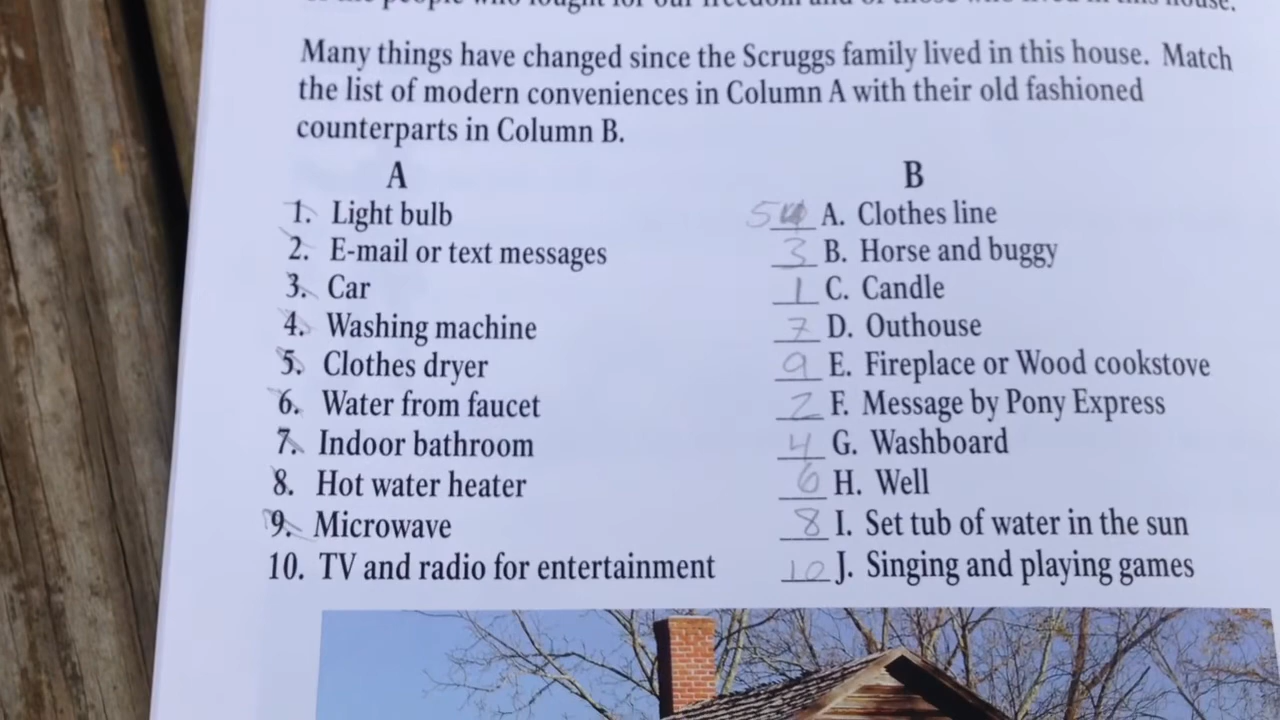 Many things have changed since the Scruggs family lived in this house. Match
the list of modern conveniences in Column A with their old fashioned
counterparts in Column B.
A B
1. Light bulb 5 A. Clothes line
2. E-mail or text messages 3 B. Horse and buggy
3. Car 1 C. Candle
4. Washing machine 7 D. Outhouse
5. Clothes dryer 9 E. Fireplace or Wood cookstove
6. Water from faucet 2 F. Message by Pony Express
7. Indoor bathroom 4 G. Washboard
8. Hot water heater 6 H. Well
9. Microwave 8 I. Set tub of water in the sun
10. TV and radio for entertainment 10 J. Singing and playing games